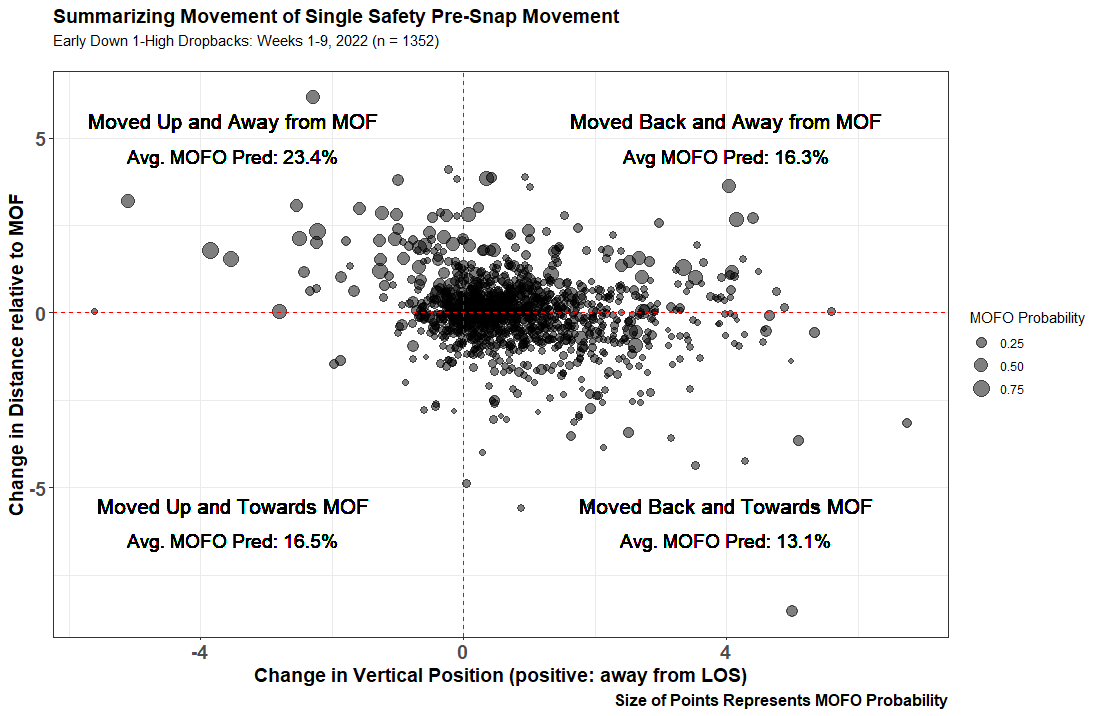 Summarizing Movement of Single Safety Pre-Snap Movement
Early Down 1-High Dropbacks: Weeks 1-9, 2022 (n = 1352)
Moved Up and Away from MOF
Avg. MOFO Pred: 23.4%
Moved Back and Away from MOF
Avg MOFO Pred: 16.3%
5
0
-5
Change in Distance relative to MOF
Moved Up and Towards MOF
Avg. MOFO Pred: 16.5%
Moved Back and Towards MOF
Avg. MOFO Pred: 13.1%
-4
0
4
Change in Vertical Position (positive: away from LOS)
Size of Points Represents MOFO Probability
MOFO Probability
0.25
0.50
0.75